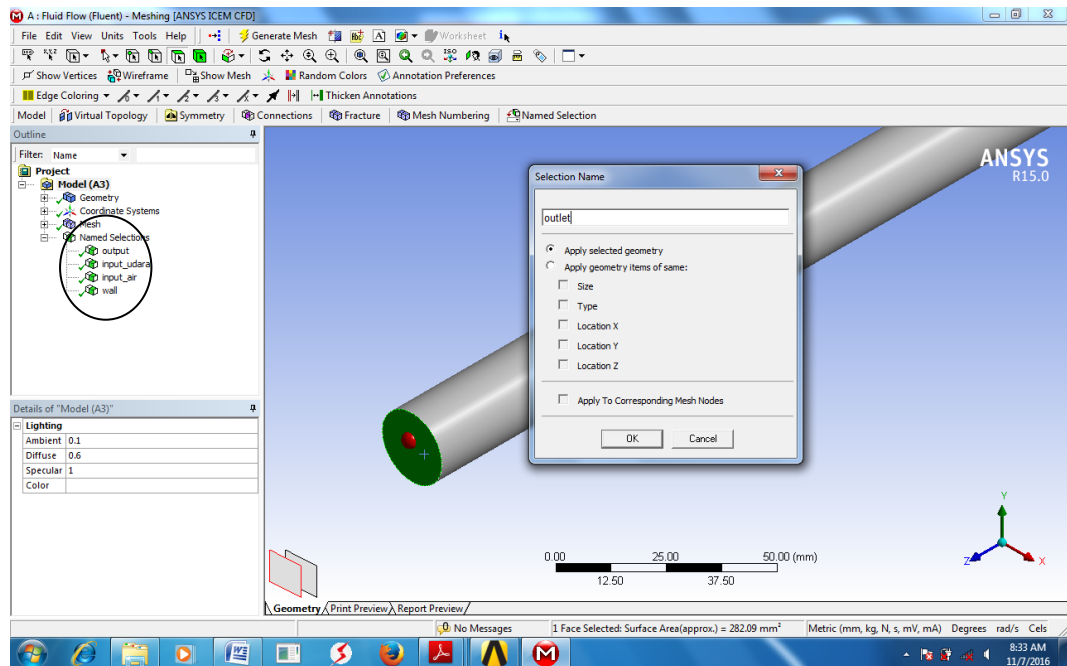 A : Fluid Flow (Fluent) - Meshing [ANSYS ICEM CFD]
File Edit View Units Tools Help Generate Mesh A Worksheet
ISO
Show Vertices Wireframe Show Mesh Random Colors Annotation Preferences
Edge Coloring Thicken Annotations
Model Virtual Topology Symmetry Connections Fracture Mesh Numbering Named Selection
Outline
Filter: Name
Project
Model (A3)
Geometry
Coordinate Systems
Mesh
Named Selections
output
input_udara
input_air
wall
Details of "Model (A3)"
Lighting
Ambient 0.1
Diffuse 0.6
Specular 1
Color
ANSYS
R15.0
Selection Name
outlet
Apply selected geometry
Apply geometry items of same:
Size
Type
Location X
Location Y
Location Z
Apply To Corresponding Mesh Nodes
OK Cancel
0.00 25.00 50.00 (mm)
12.50 37.50
Y
Z X
Geometry Print Preview Report Preview
No Messages 1 Face Selected: Surface Area(approx.) = 282.09 mm² Metric (mm, kg, N, s, mV, mA) Degrees rad/s Cels
8:33 AM
11/7/2016